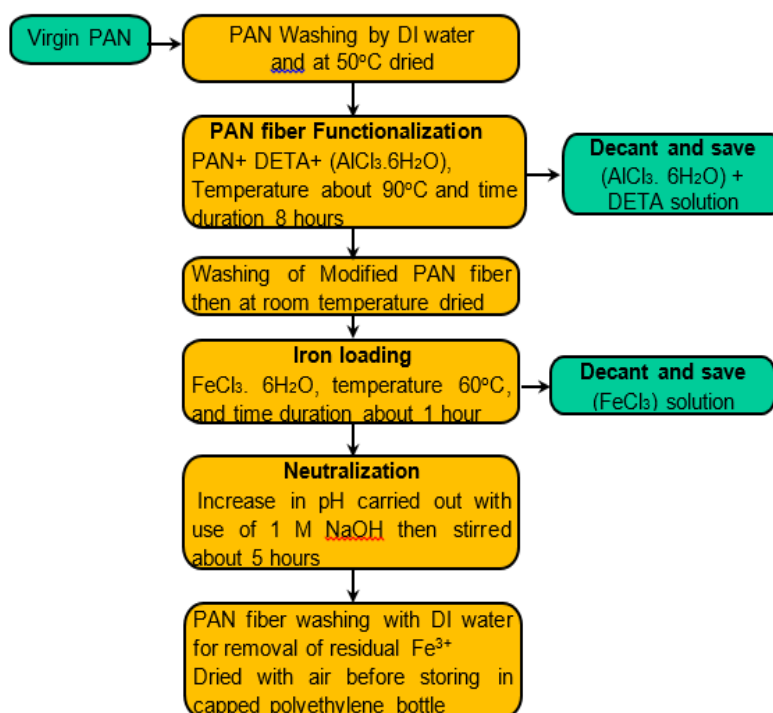 Virgin PAN
PAN Washing by DI water
and at 50°C dried
PAN fiber Functionalization
PAN+ DETA+ (AlCl₃.6H₂O),
Temperature about 90°C and time
duration 8 hours
Decant and save
(AlCl₃. 6H₂O) +
DETA solution
Washing of Modified PAN fiber
then at room temperature dried
Iron loading
FeCl₃. 6H₂O, temperature 60°C,
and time duration about 1 hour
Decant and save
(FeCl₃) solution
Neutralization
Increase in pH carried out with
use of 1 M NaOH then stirred
about 5 hours
PAN fiber washing with DI water
for removal of residual Fe³⁺
Dried with air before storing in
capped polyethylene bottle